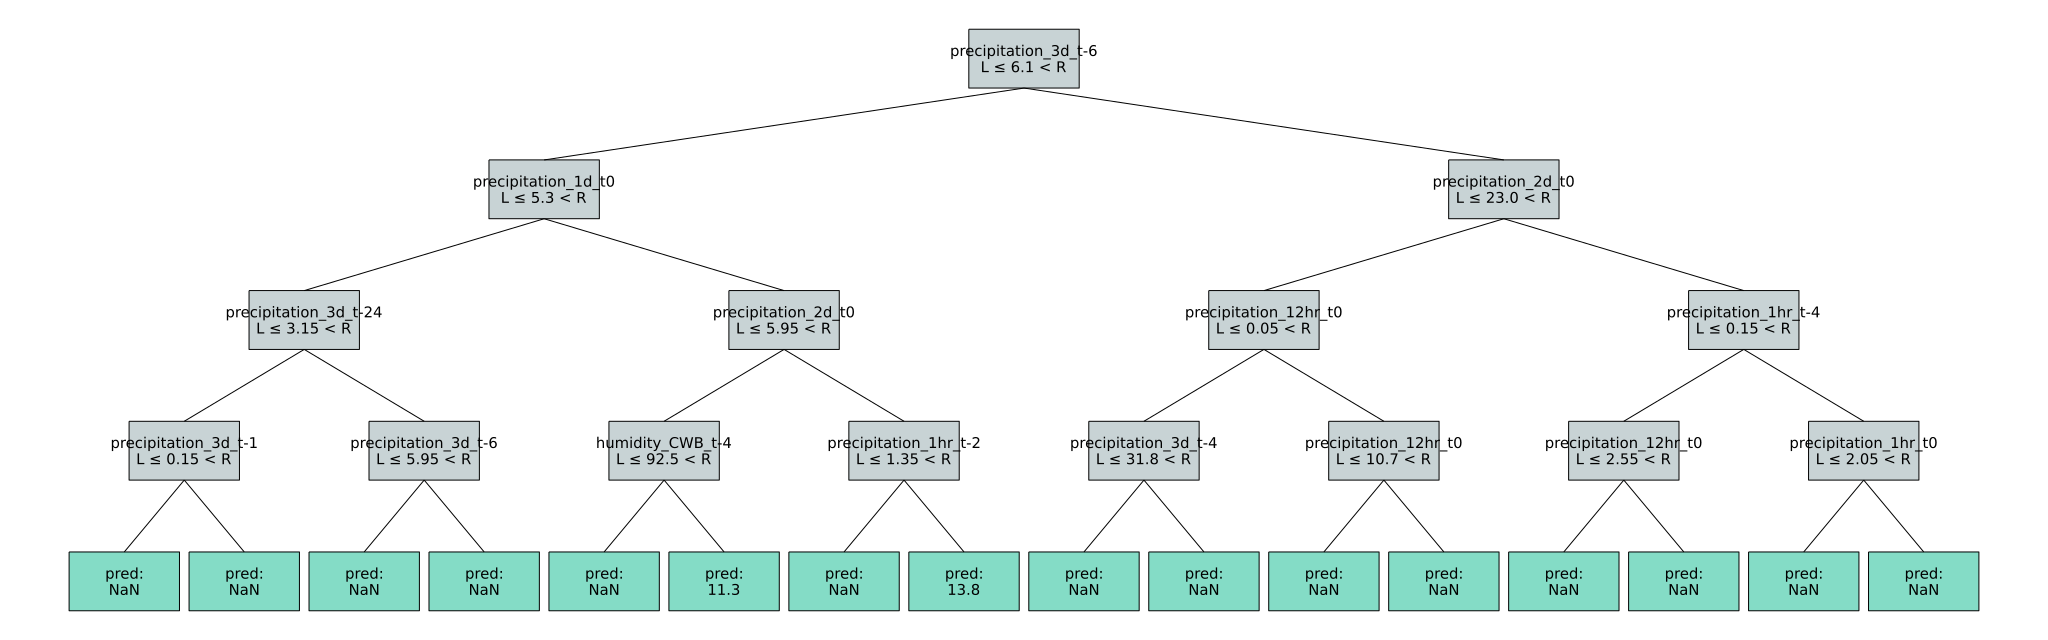 precipitation_3d_t-6
L ≤ 6.1 < R
precipitation_1d_t0
L ≤ 5.3 < R
precipitation_2d_t0
L ≤ 23.0 < R
precipitation_3d_t-24
L ≤ 3.15 < R
precipitation_2d_t0
L ≤ 5.95 < R
precipitation_12hr_t0
L ≤ 0.05 < R
precipitation_1hr_t-4
L ≤ 0.15 < R
precipitation_3d_t-1
L ≤ 0.15 < R
precipitation_3d_t-6
L ≤ 5.95 < R
humidity_CWB_t-4
L ≤ 92.5 < R
precipitation_1hr_t-2
L ≤ 1.35 < R
precipitation_3d_t-4
L ≤ 31.8 < R
precipitation_12hr_t0
L ≤ 10.7 < R
precipitation_12hr_t0
L ≤ 2.55 < R
precipitation_1hr_t0
L ≤ 2.05 < R
pred:
NaN
pred:
NaN
pred:
NaN
pred:
NaN
pred:
NaN
pred:
11.3
pred:
NaN
pred:
13.8
pred:
NaN
pred:
NaN
pred:
NaN
pred:
NaN
pred:
NaN
pred:
NaN
pred:
NaN
pred:
NaN